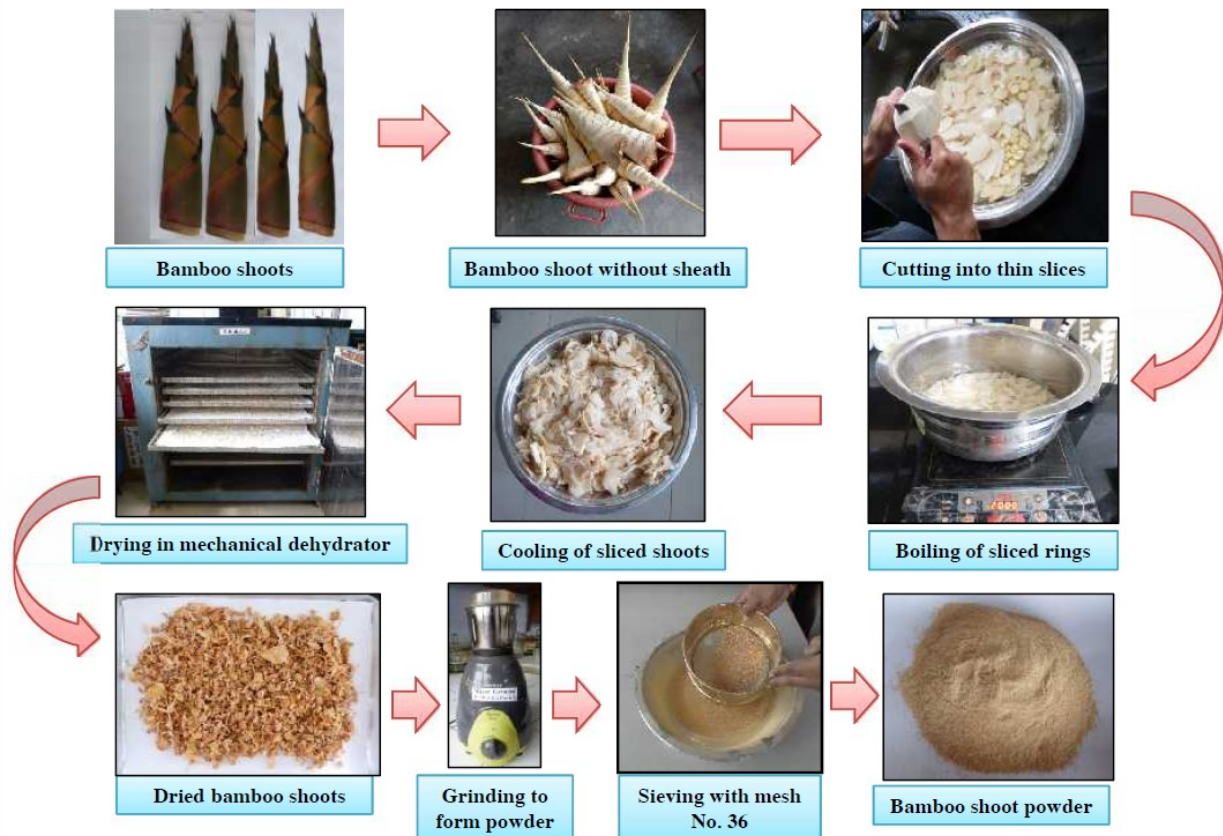 Bamboo shoots
Bamboo shoot without sheath
Cutting into thin slices
Boiling of sliced rings
Cooling of sliced shoots
Drying in mechanical dehydrator
Dried bamboo shoots
Grinding to
form powder
Sieving with mesh
No. 36
Bamboo shoot powder